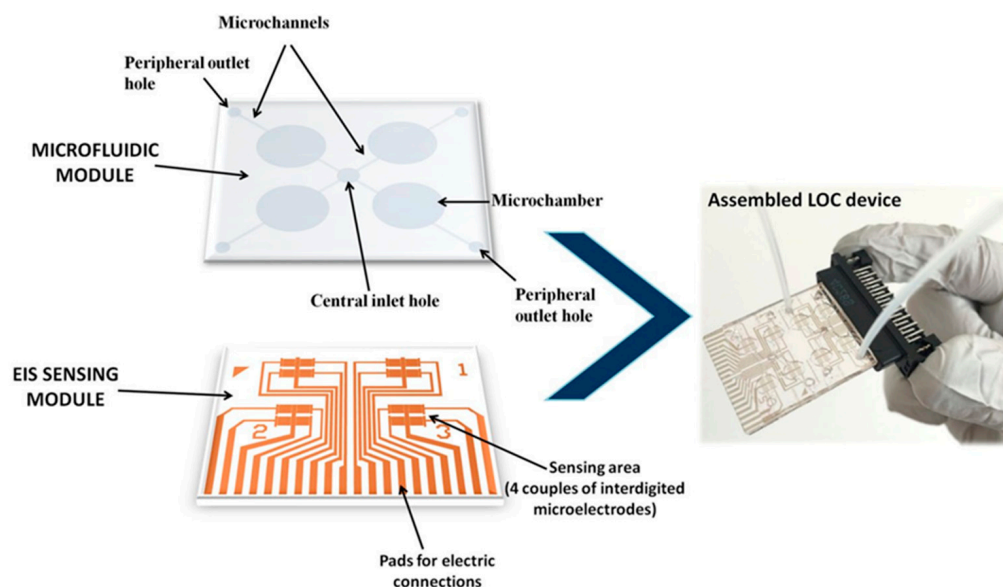 Microchannels
Peripheral outlet
hole
MICROFLUIDIC
MODULE
Microchamber
Central inlet hole
Peripheral
outlet hole
Assembled LOC device
EIS SENSING
MODULE
1
2
3
Sensing area
(4 couples of interdigited
microelectrodes)
Pads for electric
connections